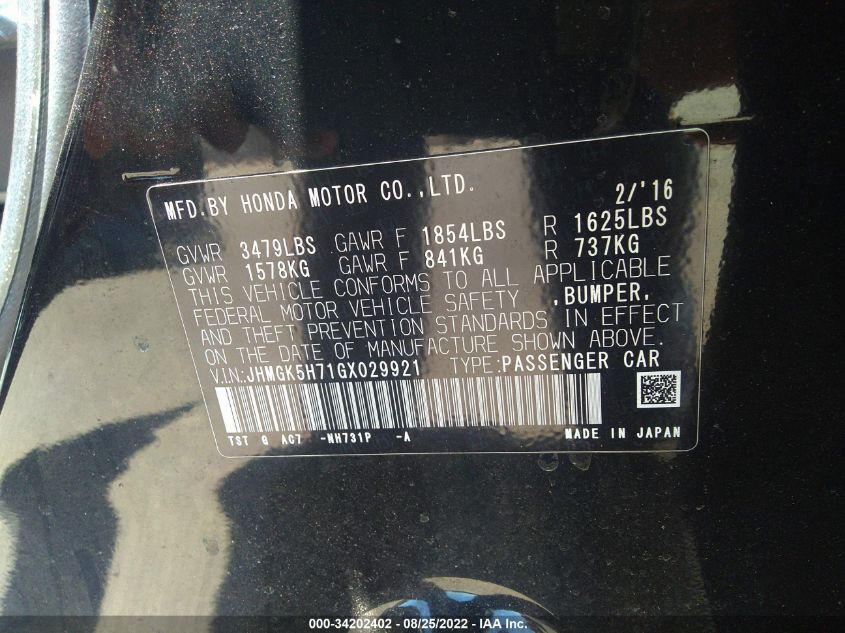 MFD.BY HONDA MOTOR CO.,LTD. 2/'16
GVWR 3479LBS GAWR F 1854LBS R 1625LBS
GVWR 1578KG GAWR F 841KG R 737KG
THIS VEHICLE CONFORMS TO ALL APPLICABLE
FEDERAL MOTOR VEHICLE SAFETY ,BUMPER,
AND THEFT PREVENTION STANDARDS IN EFFECT
ON THE DATE OF MANUFACTURE SHOWN ABOVE.
V.I.N:JHMGK5H71GX029921 TYPE:PASSENGER CAR
TST G AG7 -NH731P -A MADE IN JAPAN
000-34202402 - 08/25/2022 - IAA Inc.